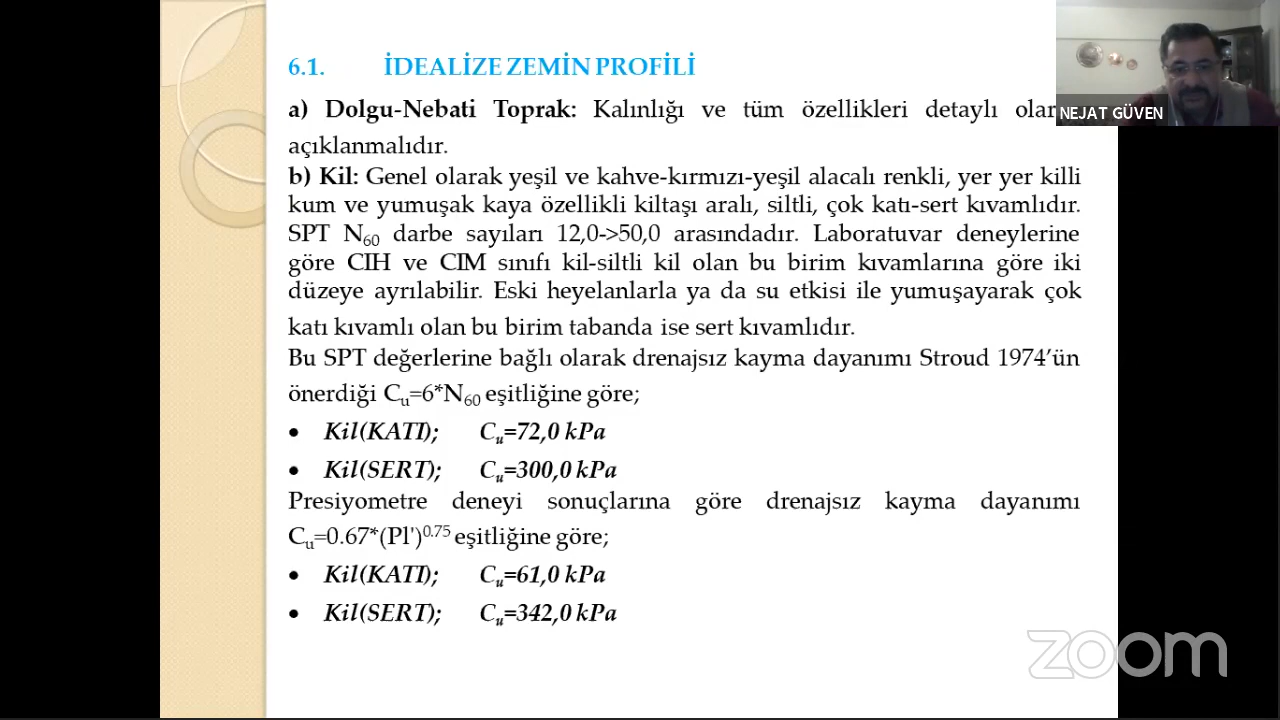 6.1. İDEALİZE ZEMİN PROFİLİ
a) Dolgu-Nebati Toprak: Kalınlığı ve tüm özellikleri detaylı
NEJAT GÜVEN
açıklanmalıdır.
b) Kil: Genel olarak yeşil ve kahve-kırmızı-yeşil alacalı renkli, yer yer killi
kum ve yumuşak kaya özellikli kiltaşı aralı, siltli, çok katı-sert kıvamlıdır.
SPT N60 darbe sayıları 12,0->50,0 arasındadır. Laboratuvar deneylerine
göre CIH ve CIM sınıfı kil-siltli kil olan bu birim kıvamlarına göre iki
düzeye ayrılabilir. Eski heyelanlarla ya da su etkisi ile yumuşayarak çok
katı kıvamlı olan bu birim tabanda ise sert kıvamlıdır.
Bu SPT değerlerine bağlı olarak drenajsız kayma dayanımı Stroud 1974'ün
önerdiği Cu=6*N60 eşitliğine göre;
• Kil(KATI); Cu=72,0 kPa
• Kil(SERT); Cu=300,0 kPa
Presiyometre deneyi sonuçlarına göre drenajsız kayma dayanımı
Cu=0.67*(Pl')0.75 eşitliğine göre;
• Kil(KATI); Cu=61,0 kPa
• Kil(SERT); Cu=342,0 kPa
zoom